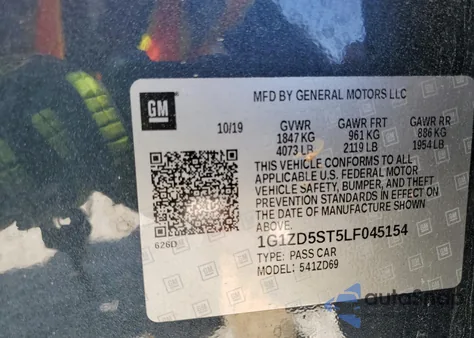 MFD BY GENERAL MOTORS LLC
GM
10/19 GVWR GAWR FRT GAWR RR
1847 KG 961 KG 886 KG
4073 LB 2119 LB 1954 LB
THIS VEHICLE CONFORMS TO ALL
APPLICABLE U.S. FEDERAL MOTOR
VEHICLE SAFETY, BUMPER, AND THEFT
PREVENTION STANDARDS IN EFFECT ON
THE DATE OF MANUFACTURE SHOWN
ABOVE.
626D
1G1ZD5ST5LF045154
TYPE: PASS CAR
MODEL: 541ZD69
autoSnap